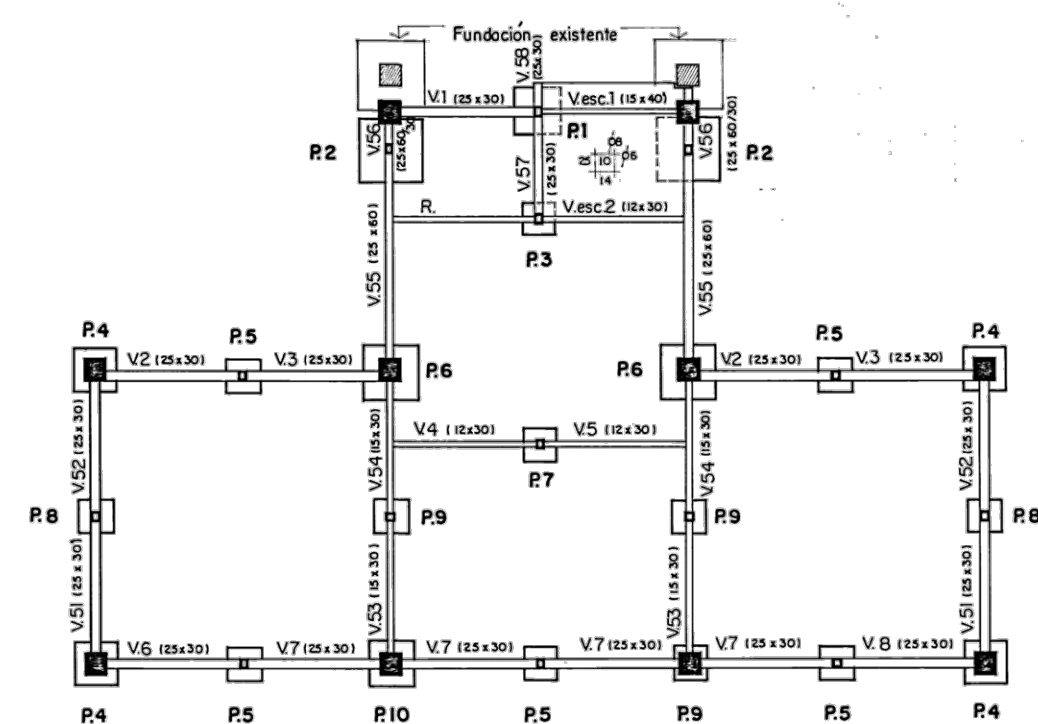 Fundación existente
V.58 (25x30)
V.1 (25x30)
V.esc.1 (15x40)
P.1
P.2
V.56 (25x60/30)
V.57 (25x30)
08
12 10 06
14
V.56 (25x60/30)
P.2
R.
V.esc.2 (12x30)
P.3
V.55 (25x60)
V.55 (25x60)
P.4
V.2 (25x30)
P.5
V.3 (25x30)
P.6
P.6
V.2 (25x30)
P.5
V.3 (25x30)
P.4
V.52 (25x30)
V.54 (15x30)
V.4 (12x30)
V.5 (12x30)
V.54 (15x30)
V.52 (25x30)
P.7
P.8
P.9
P.9
P.8
V.51 (25x30)
V.53 (15x30)
V.53 (15x30)
V.51 (25x30)
V.6 (25x30)
V.7 (25x30)
V.7 (25x30)
V.7 (25x30)
V.7 (25x30)
V.8 (25x30)
P.4 P.5 P.10 P.5 P.9 P.5 P.4